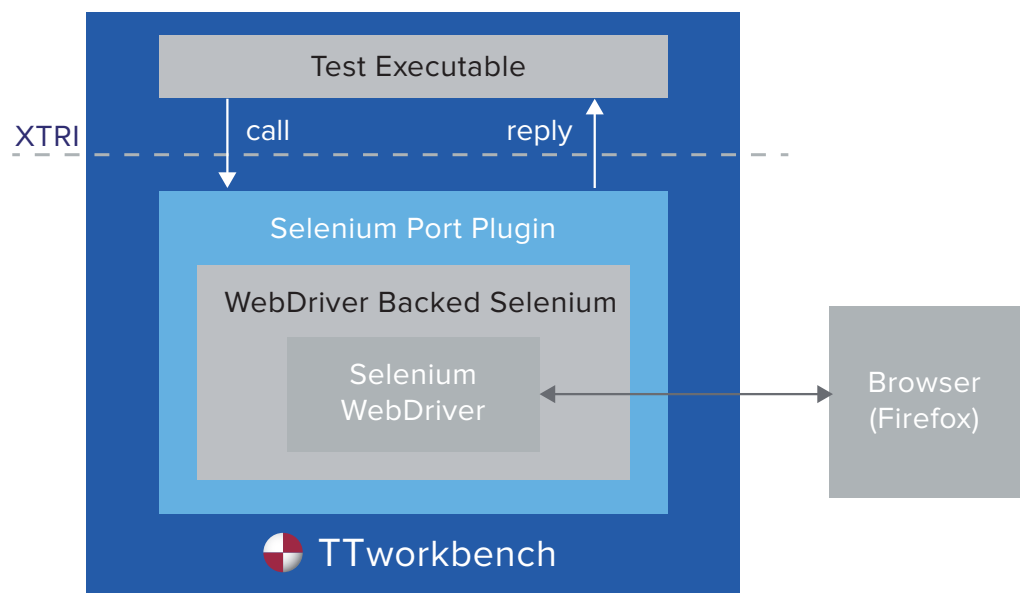 Test Executable
XTRI
call
reply
Selenium Port Plugin
WebDriver Backed Selenium
Selenium
WebDriver
Browser
(Firefox)
TTworkbench